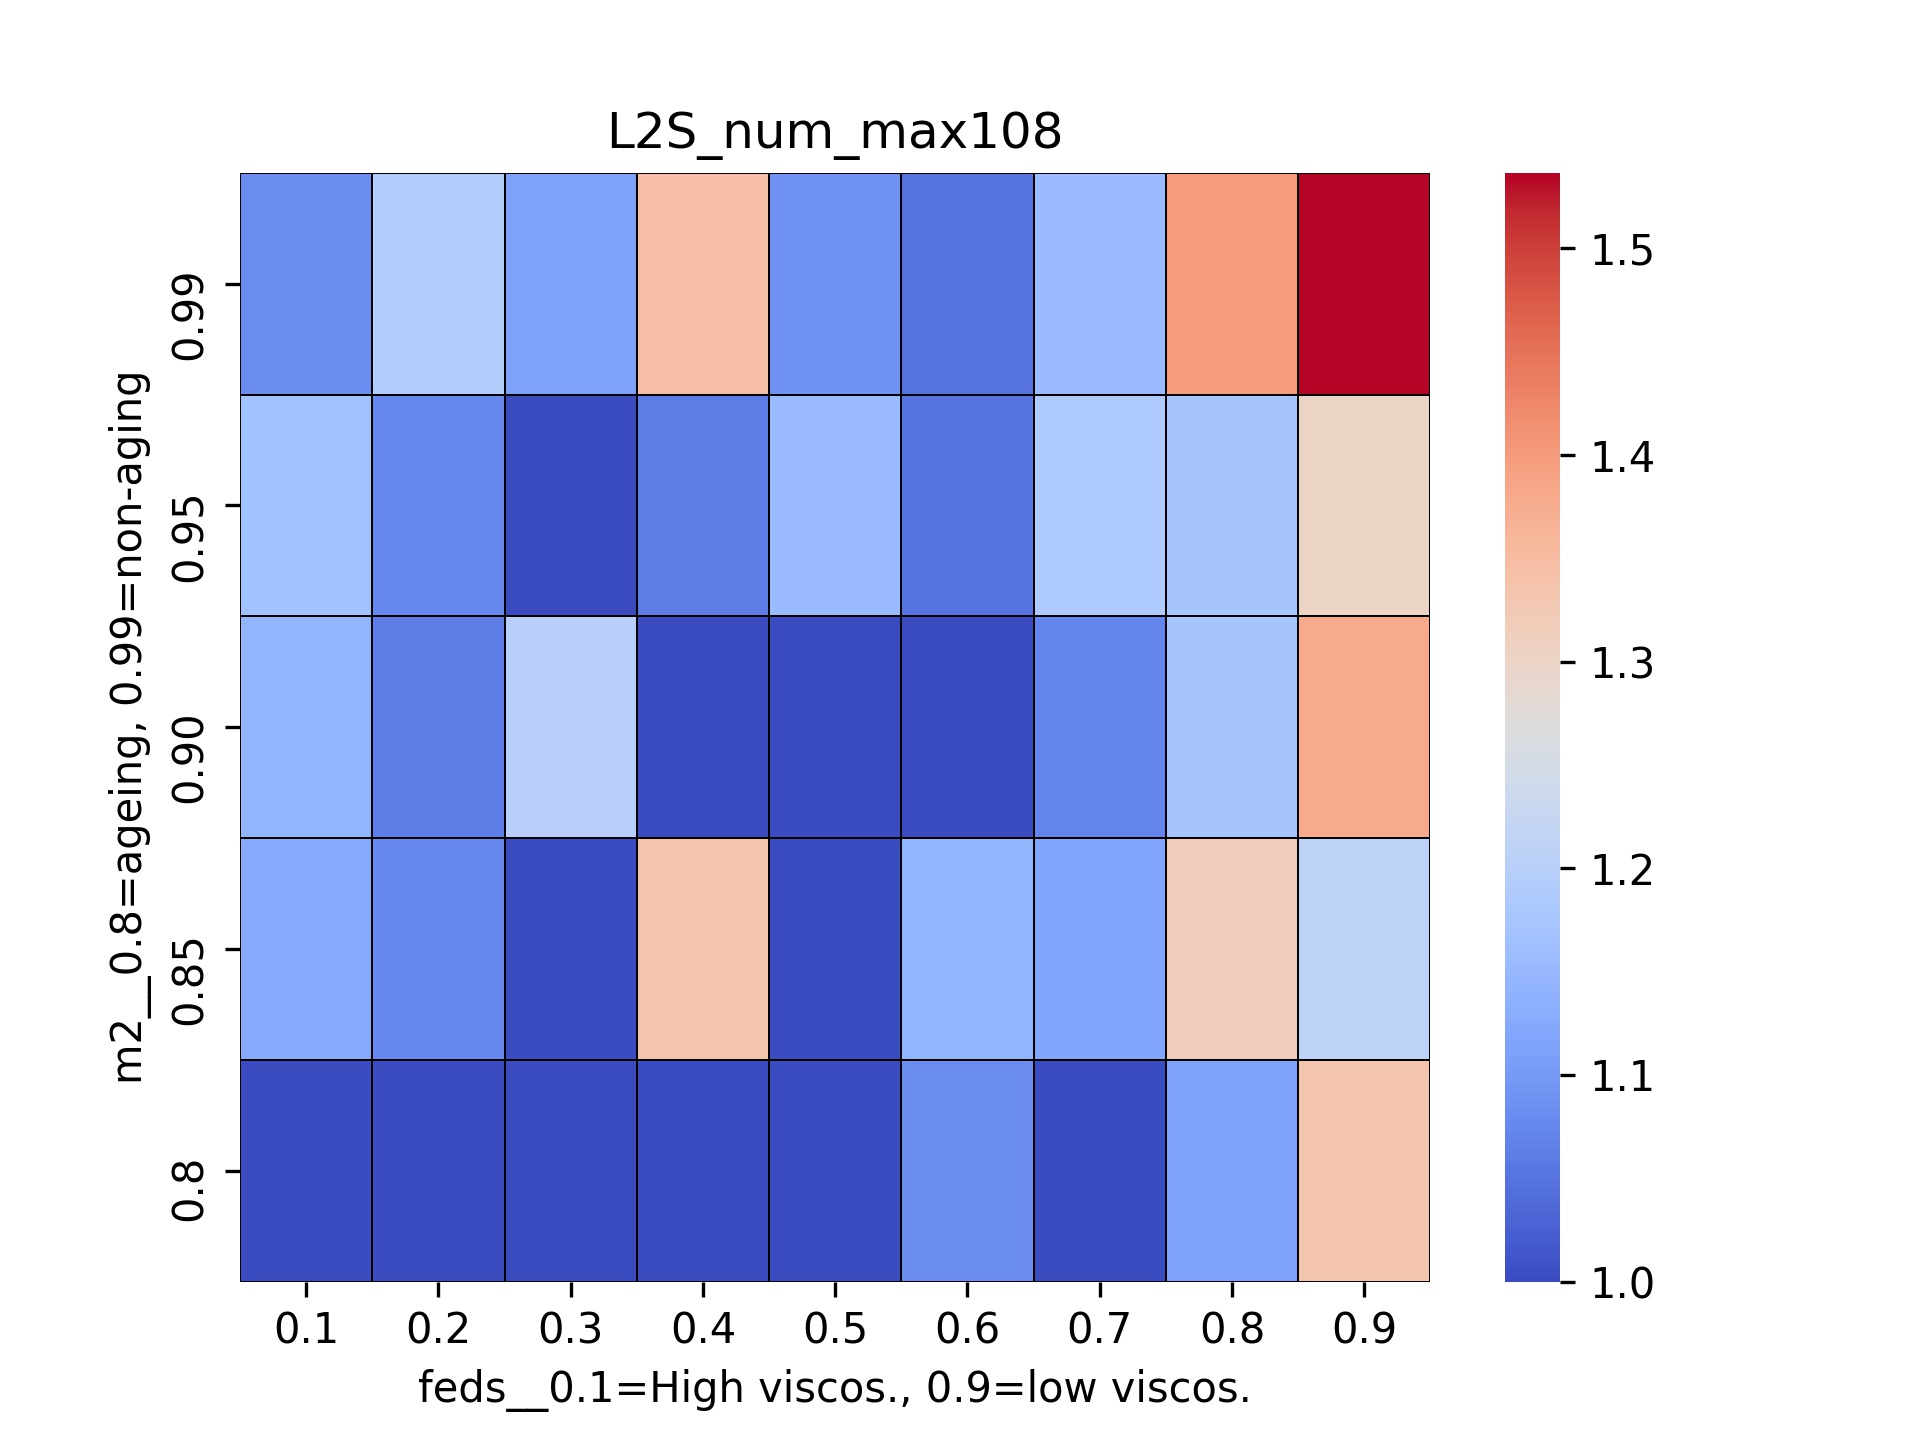 L2S_num_max108
m2__0.8=ageing, 0.99=non-aging
0.99
0.95
0.90
0.85
0.8
0.1 0.2 0.3 0.4 0.5 0.6 0.7 0.8 0.9
feds__0.1=High viscos., 0.9=low viscos.
1.5
1.4
1.3
1.2
1.1
1.0